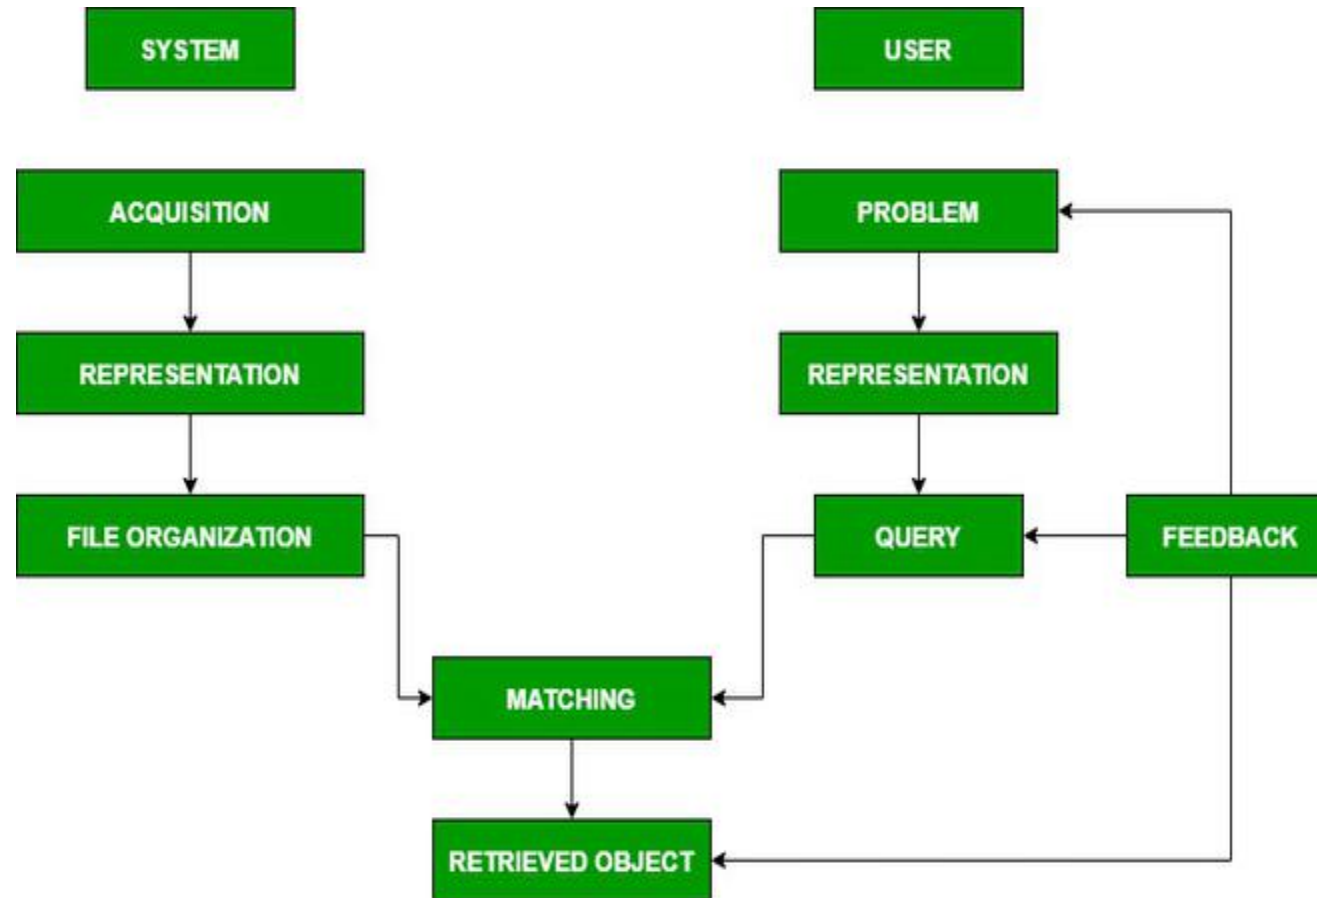 SYSTEM
USER
ACQUISITION
PROBLEM
REPRESENTATION
REPRESENTATION
FILE ORGANIZATION
QUERY
FEEDBACK
MATCHING
RETRIEVED OBJECT